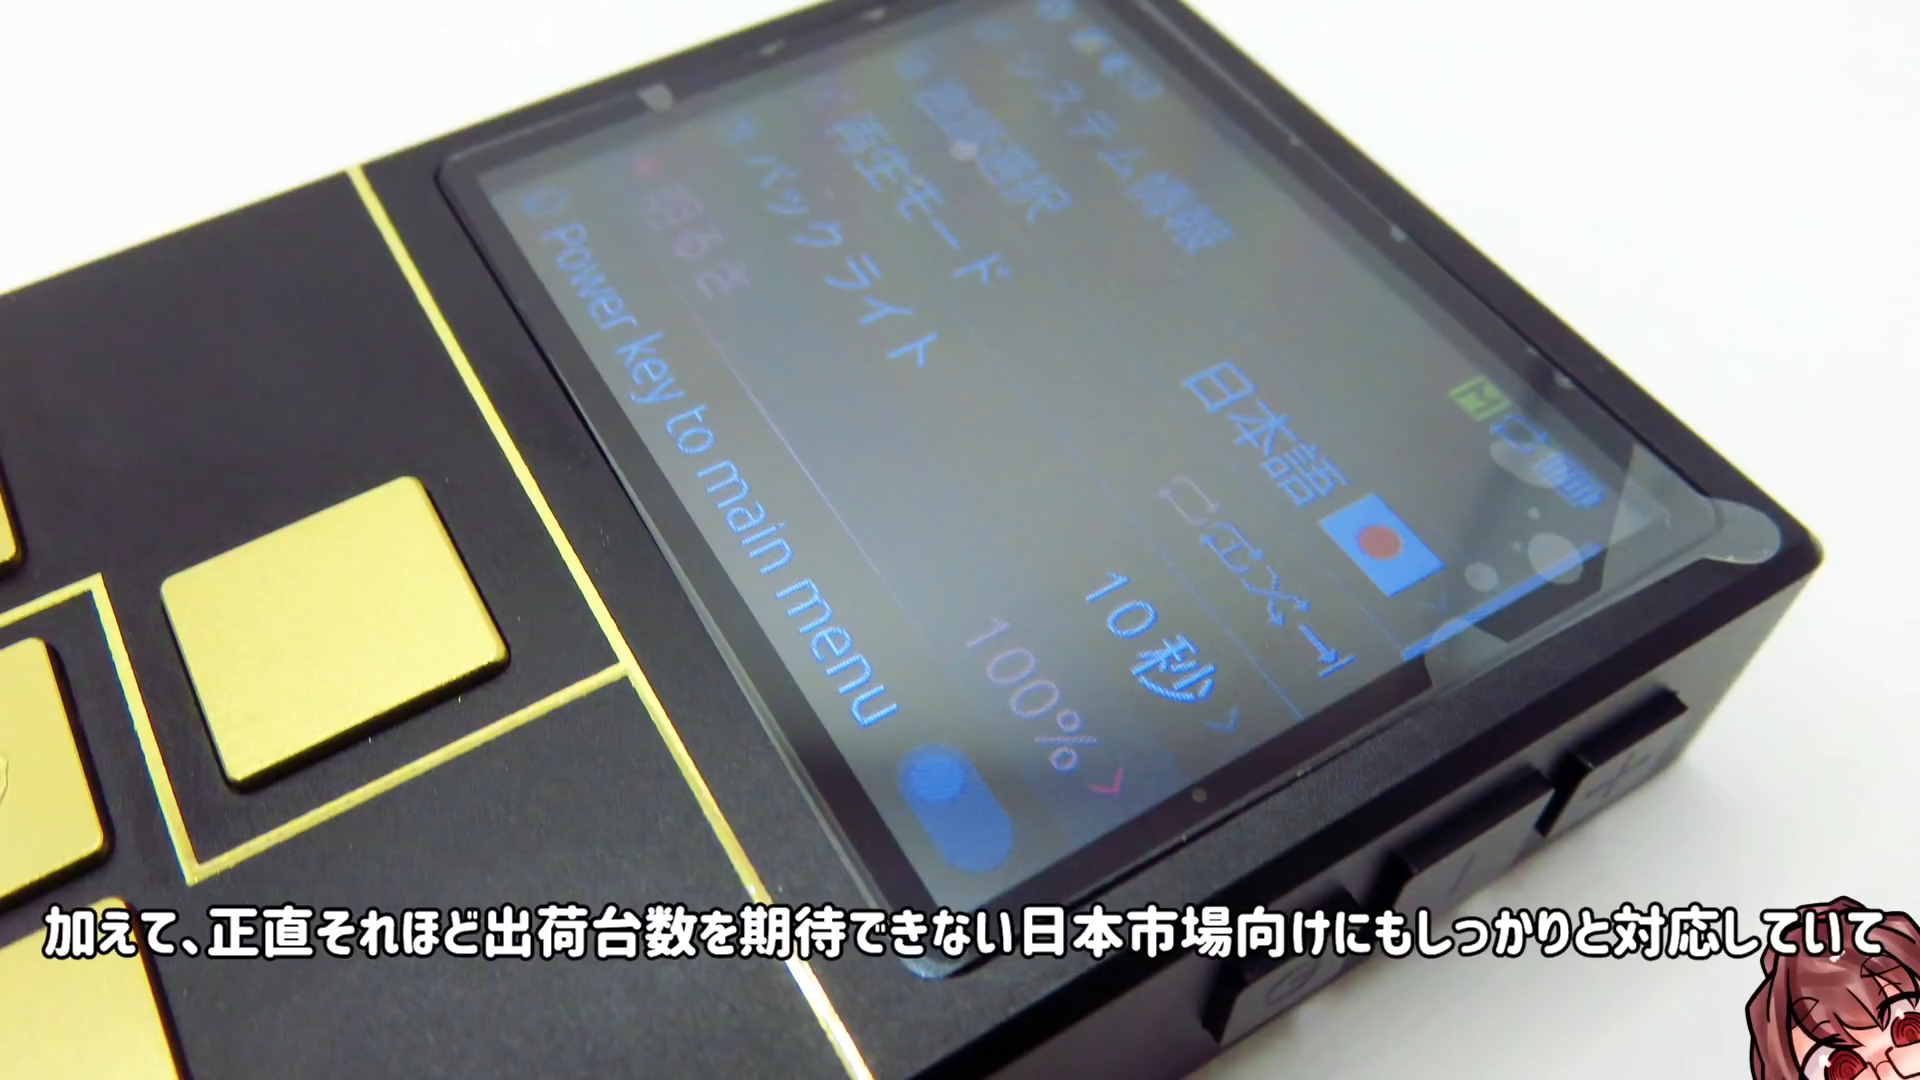 システム情報
言語選択 日本語
再生モード
バックライト 10秒
明るさ 100%
Power key to main menu
加えて、正直それほど出荷台数を期待できない日本市場向けにもしっかりと対応していて